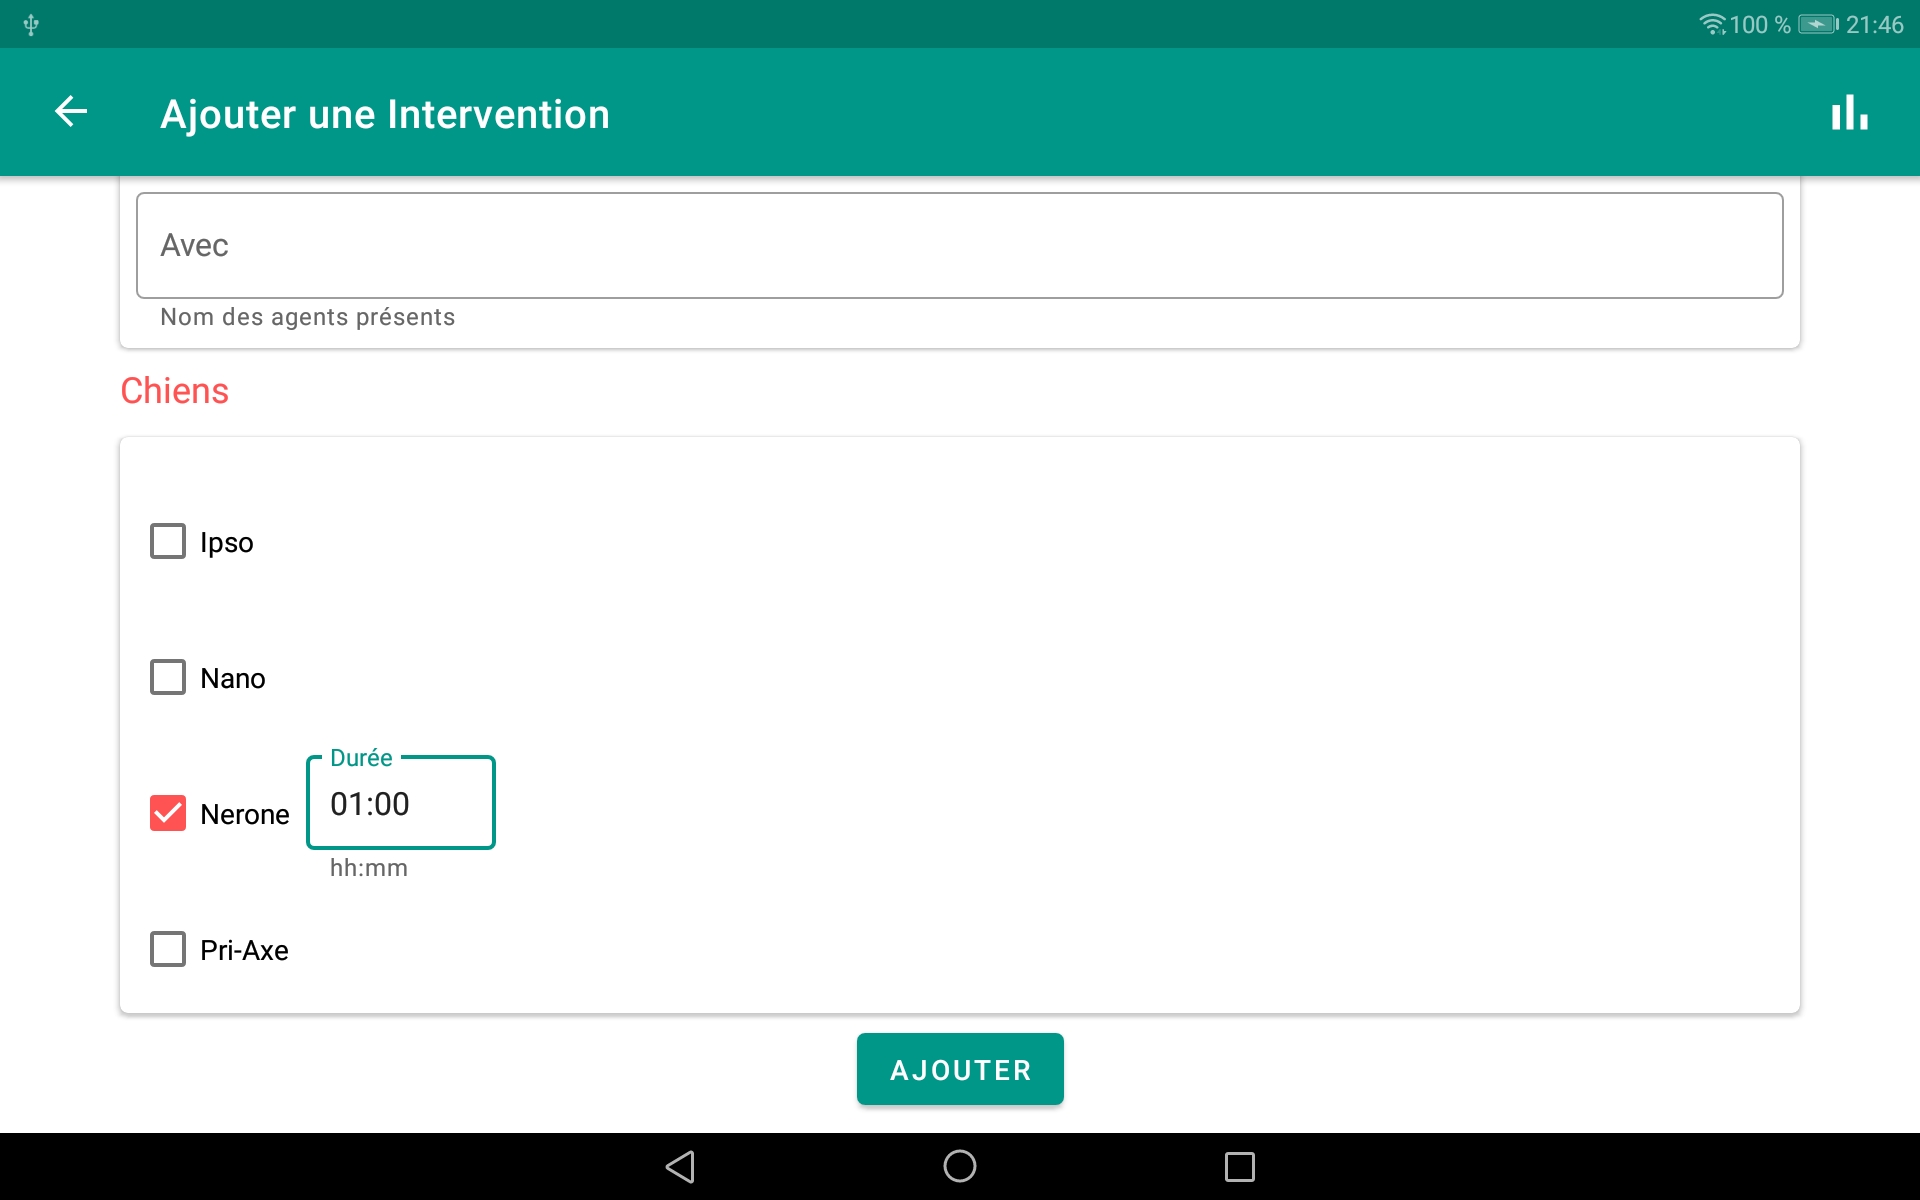 100 % 21:46
Ajouter une Intervention
Avec
Nom des agents présents
Chiens
Ipso
Nano
Durée
Nerone 01:00
hh:mm
Pri-Axe
AJOUTER